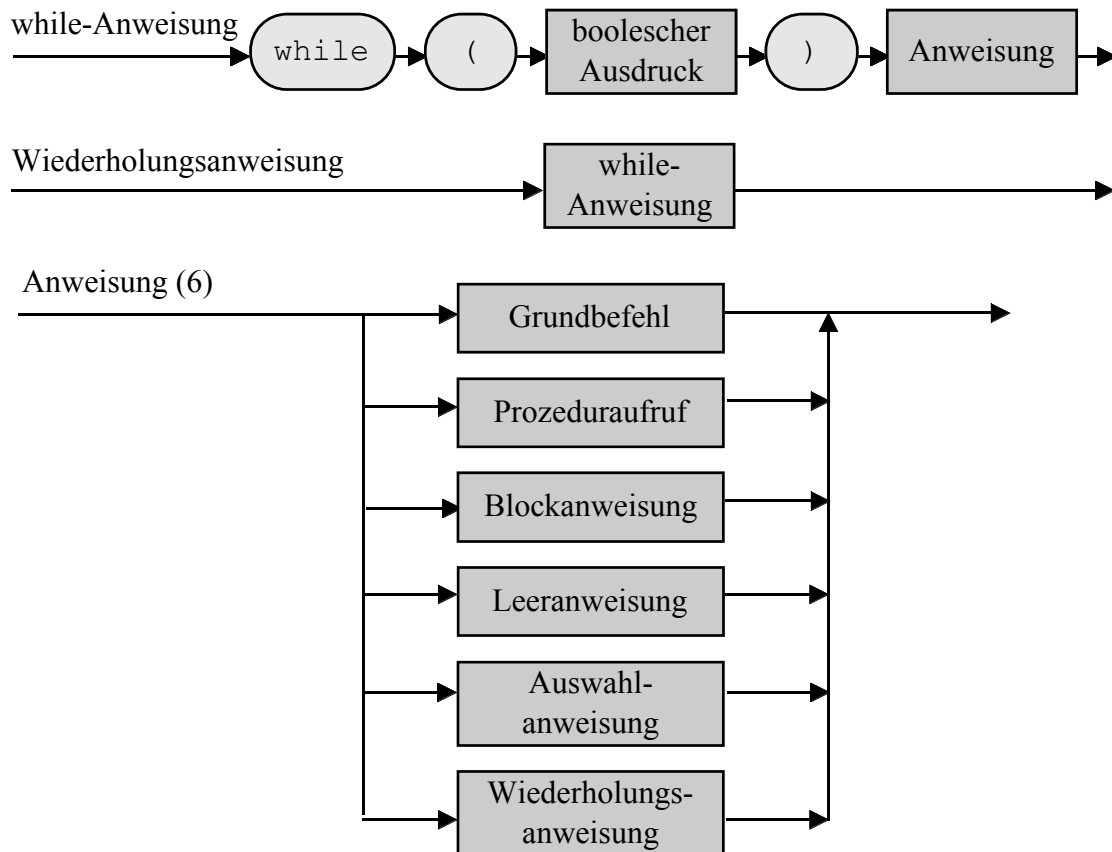 while-Anweisung
while ( boolescher ) Anweisung
Ausdruck
Wiederholungsanweisung
while-
Anweisung
Anweisung (6)
Grundbefehl
Prozeduraufruf
Blockanweisung
Leeranweisung
Auswahl-
anweisung
Wiederholungs-
anweisung